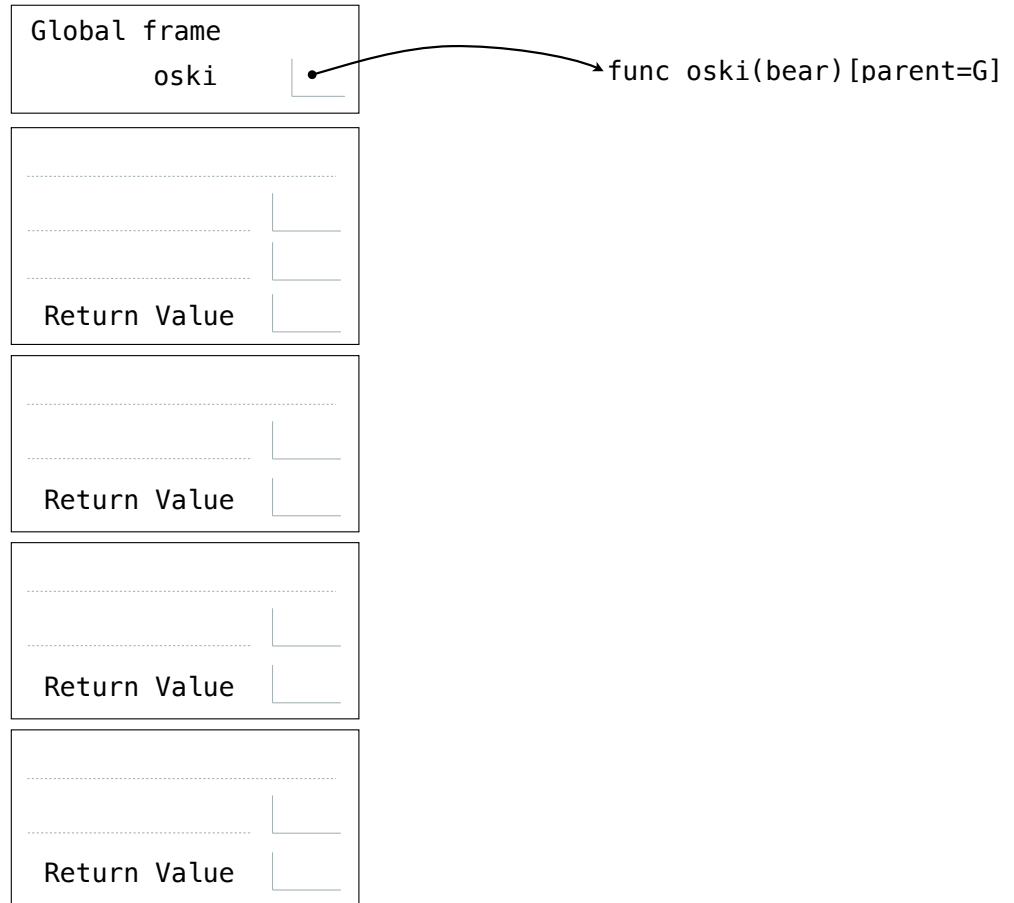 Global frame
oski
func oski(bear)[parent=G]
Return Value
Return Value
Return Value
Return Value